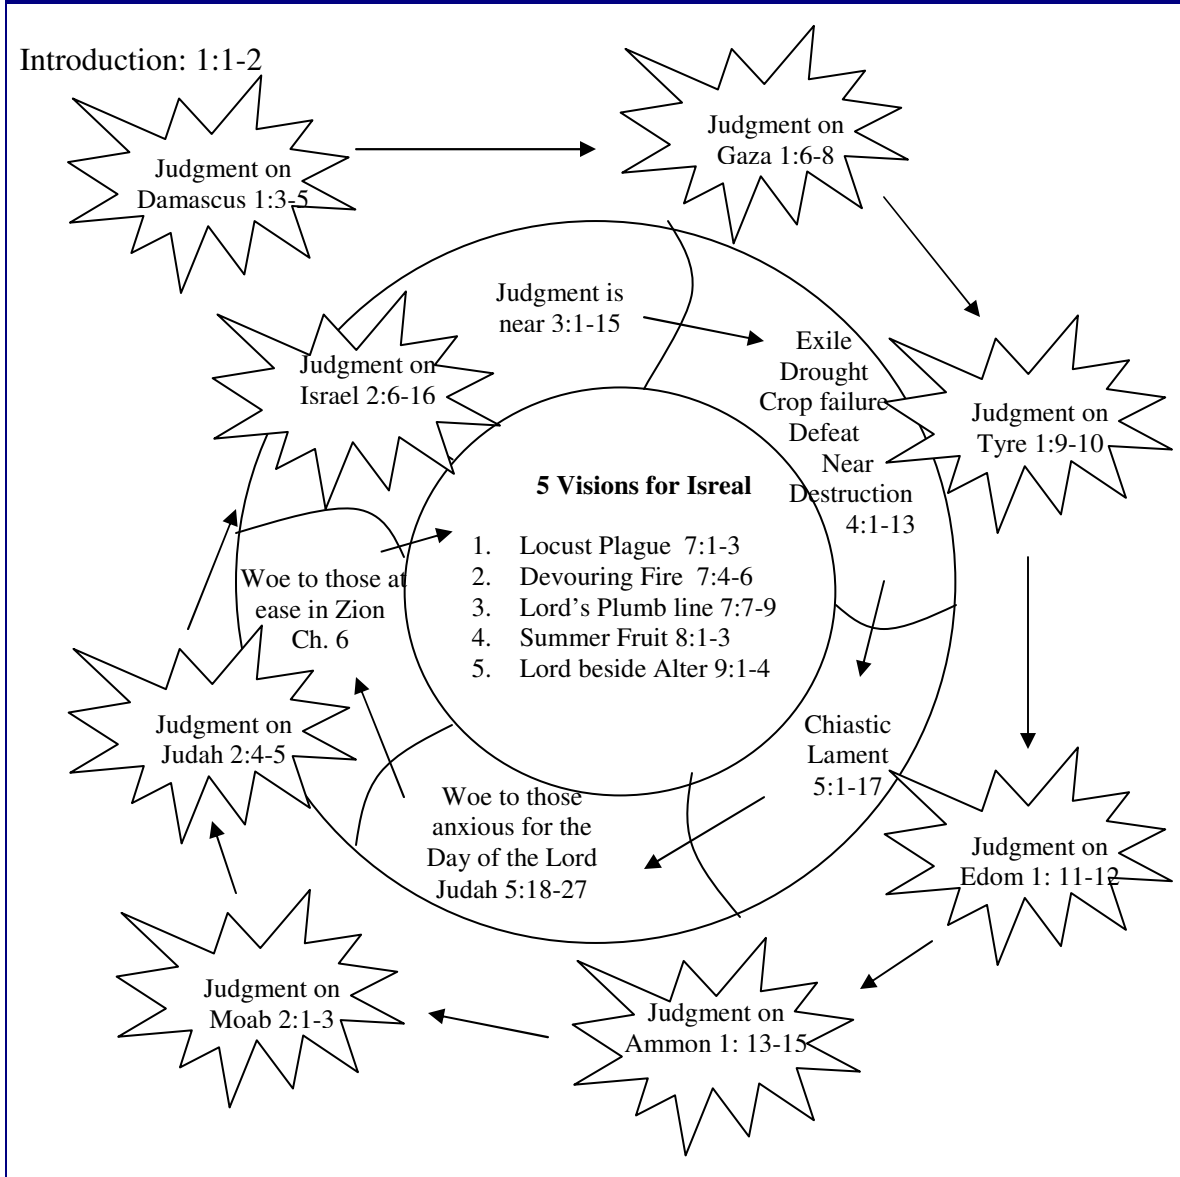 Introduction: 1:1-2
Judgment on
Damascus 1:3-5
Judgment on
Gaza 1:6-8
Judgment on
Tyre 1:9-10
Judgment on
Edom 1: 11-12
Judgment on
Ammon 1: 13-15
Judgment on
Moab 2:1-3
Judgment on
Judah 2:4-5
Judgment on
Israel 2:6-16
Judgment is
near 3:1-15
Exile
Drought
Crop failure
Defeat
Near
Destruction
4:1-13
Chiastic
Lament
5:1-17
Woe to those
anxious for the
Day of the Lord
Judah 5:18-27
Woe to those at
ease in Zion
Ch. 6
5 Visions for Isreal
1. Locust Plague 7:1-3
2. Devouring Fire 7:4-6
3. Lord's Plumb line 7:7-9
4. Summer Fruit 8:1-3
5. Lord beside Alter 9:1-4